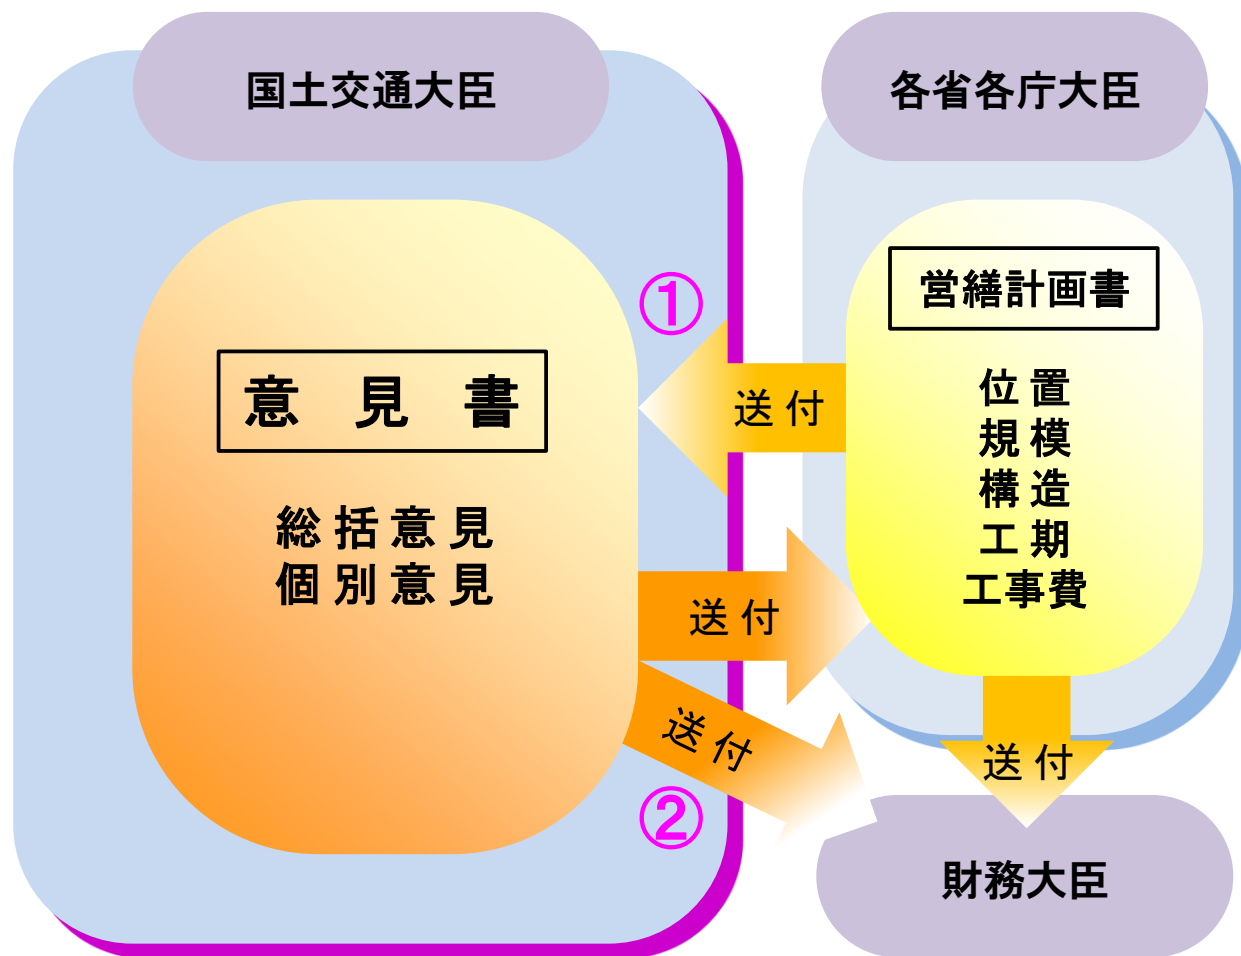 国土交通大臣
各省各庁大臣
意 見 書
総括意見
個別意見
①
営繕計画書
位置
規模
構造
工期
工事費
送付
送付
送付
②
送付
財務大臣